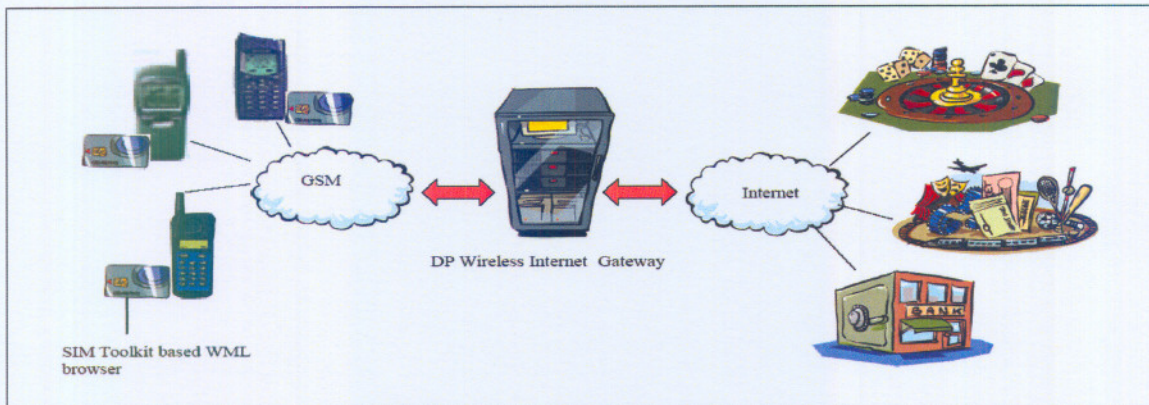 GSM
Internet
DP Wireless Internet Gateway
BANK
SIM Toolkit based WML
browser